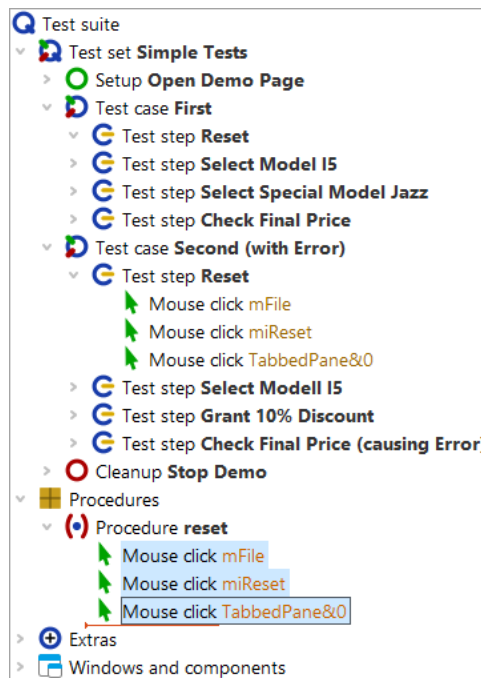 Test suite
Test set Simple Tests
Setup Open Demo Page
Test case First
Test step Reset
Test step Select Model I5
Test step Select Special Model Jazz
Test step Check Final Price
Test case Second (with Error)
Test step Reset
Mouse click mFile
Mouse click miReset
Mouse click TabbedPane&0
Test step Select Modell I5
Test step Grant 10% Discount
Test step Check Final Price (causing Error)
Cleanup Stop Demo
Procedures
Procedure reset
Mouse click mFile
Mouse click miReset
Mouse click TabbedPane&0
Extras
Windows and components